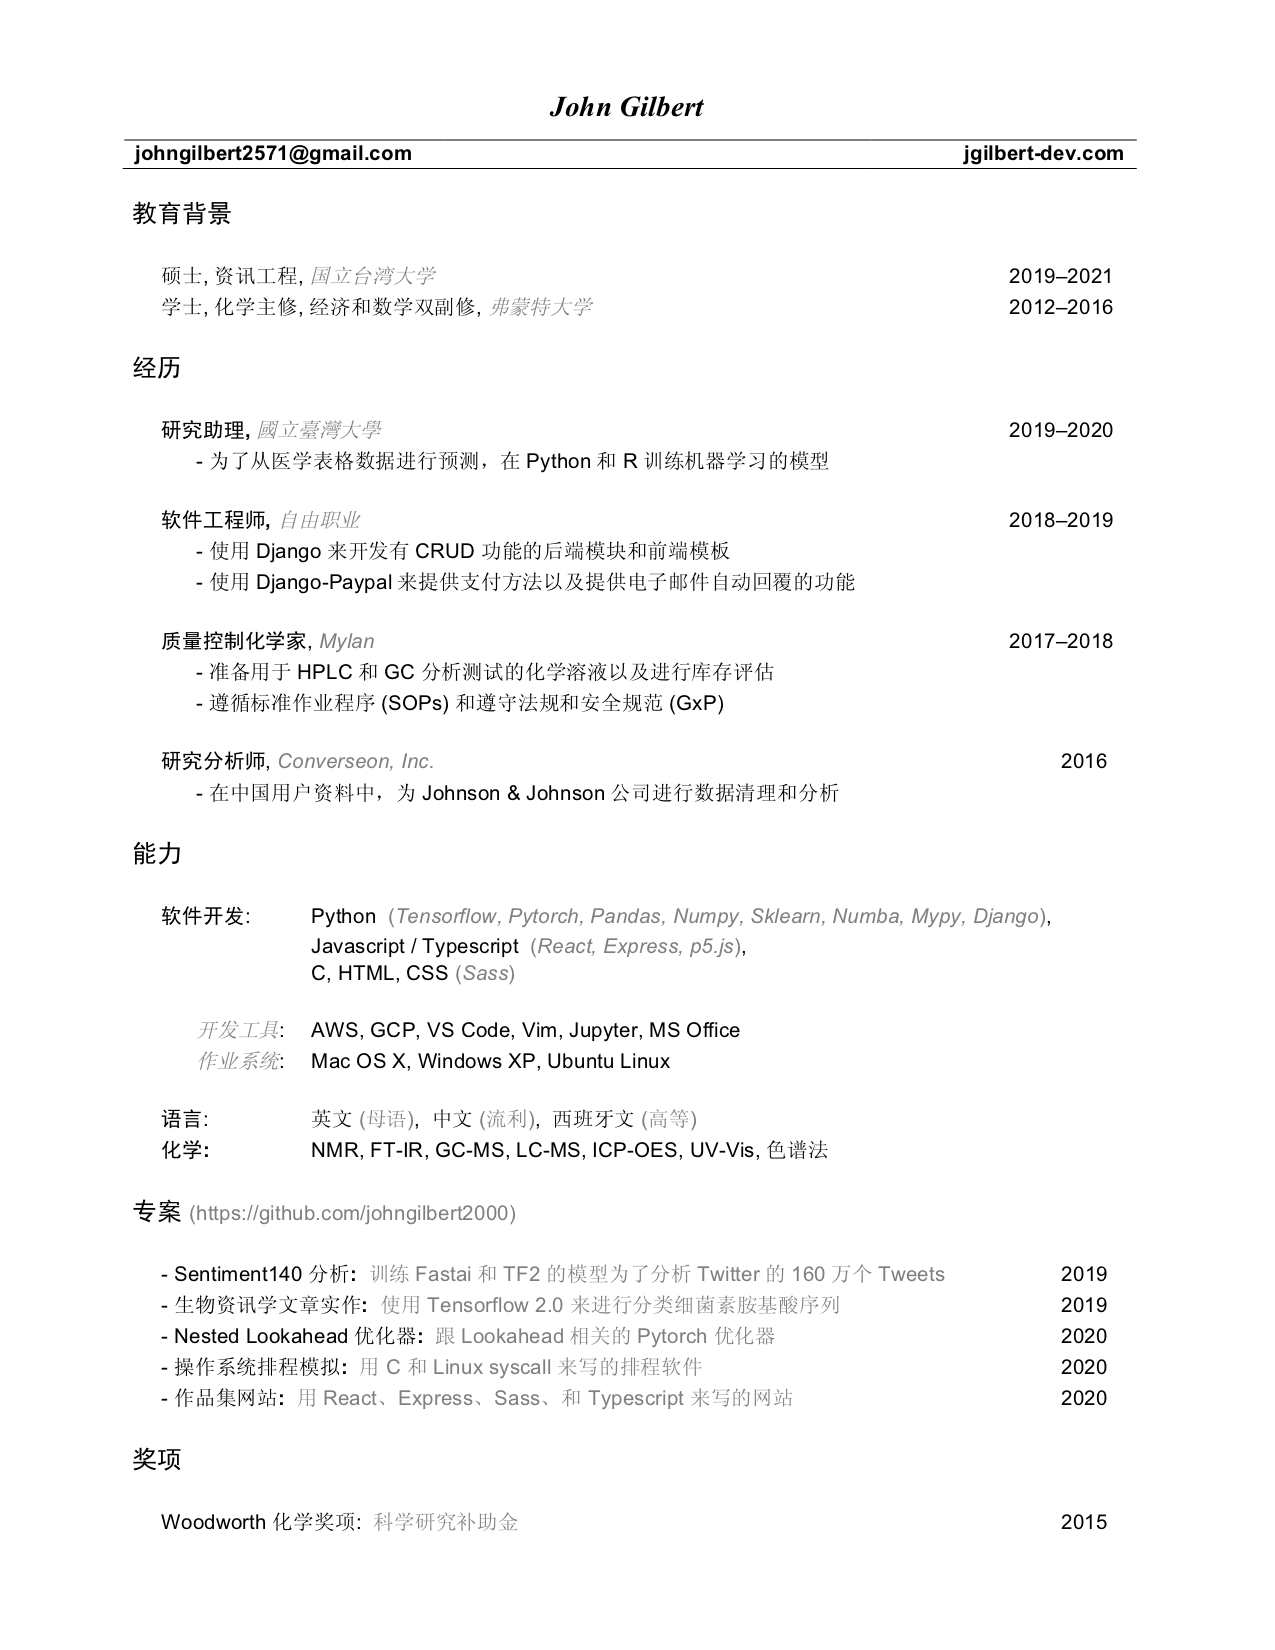 John Gilbert
johngilbert2571@gmail.com jgilbert-dev.com
教育背景
硕士, 资讯工程, 国立台湾大学 2019–2021
学士, 化学主修, 经济和数学双副修, 弗蒙特大学 2012–2016
经历
研究助理, 國立臺灣大學 2019–2020
- 为了从医学表格数据进行预测，在 Python 和 R 训练机器学习的模型
软件工程师, 自由职业 2018–2019
- 使用 Django 来开发有 CRUD 功能的后端模块和前端模板
- 使用 Django-Paypal 来提供支付方法以及提供电子邮件自动回覆的功能
质量控制化学家, Mylan 2017–2018
- 准备用于 HPLC 和 GC 分析测试的化学溶液以及进行库存评估
- 遵循标准作业程序 (SOPs) 和遵守法规和安全规范 (GxP)
研究分析师, Converseon, Inc. 2016
- 在中国用户资料中，为 Johnson & Johnson 公司进行数据清理和分析
能力
软件开发: Python (Tensorflow, Pytorch, Pandas, Numpy, Sklearn, Numba, Mypy, Django),
Javascript / Typescript (React, Express, p5.js),
C, HTML, CSS (Sass)
开发工具: AWS, GCP, VS Code, Vim, Jupyter, MS Office
作业系统: Mac OS X, Windows XP, Ubuntu Linux
语言: 英文 (母语), 中文 (流利), 西班牙文 (高等)
化学: NMR, FT-IR, GC-MS, LC-MS, ICP-OES, UV-Vis, 色谱法
专案 (https://github.com/johngilbert2000)
- Sentiment140 分析: 训练 Fastai 和 TF2 的模型为了分析 Twitter 的 160 万个 Tweets 2019
- 生物资讯学文章实作: 使用 Tensorflow 2.0 来进行分类细菌素胺基酸序列 2019
- Nested Lookahead 优化器: 跟 Lookahead 相关的 Pytorch 优化器 2020
- 操作系统排程模拟: 用 C 和 Linux syscall 来写的排程软件 2020
- 作品集网站: 用 React、Express、Sass、和 Typescript 来写的网站 2020
奖项
Woodworth 化学奖项: 科学研究补助金 2015